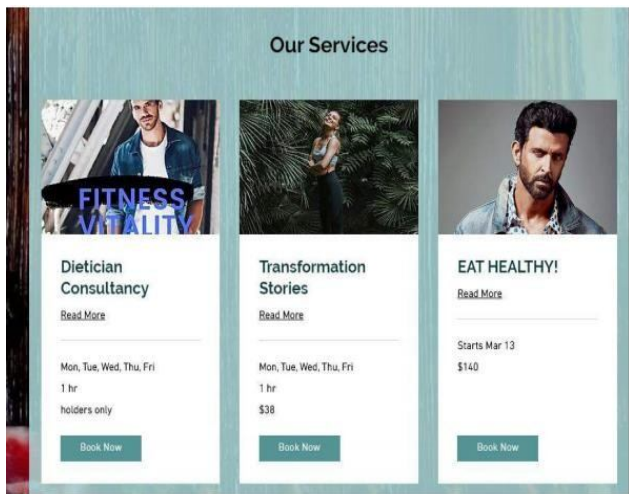 Our Services
FITNESS
VITALITY
Dietician
Consultancy
Read More
Mon, Tue, Wed, Thu, Fri
1 hr
holders only
Book Now
Transformation
Stories
Read More
Mon, Tue, Wed, Thu, Fri
1 hr
$38
Book Now
EAT HEALTHY!
Read More
Starts Mar 13
$140
Book Now